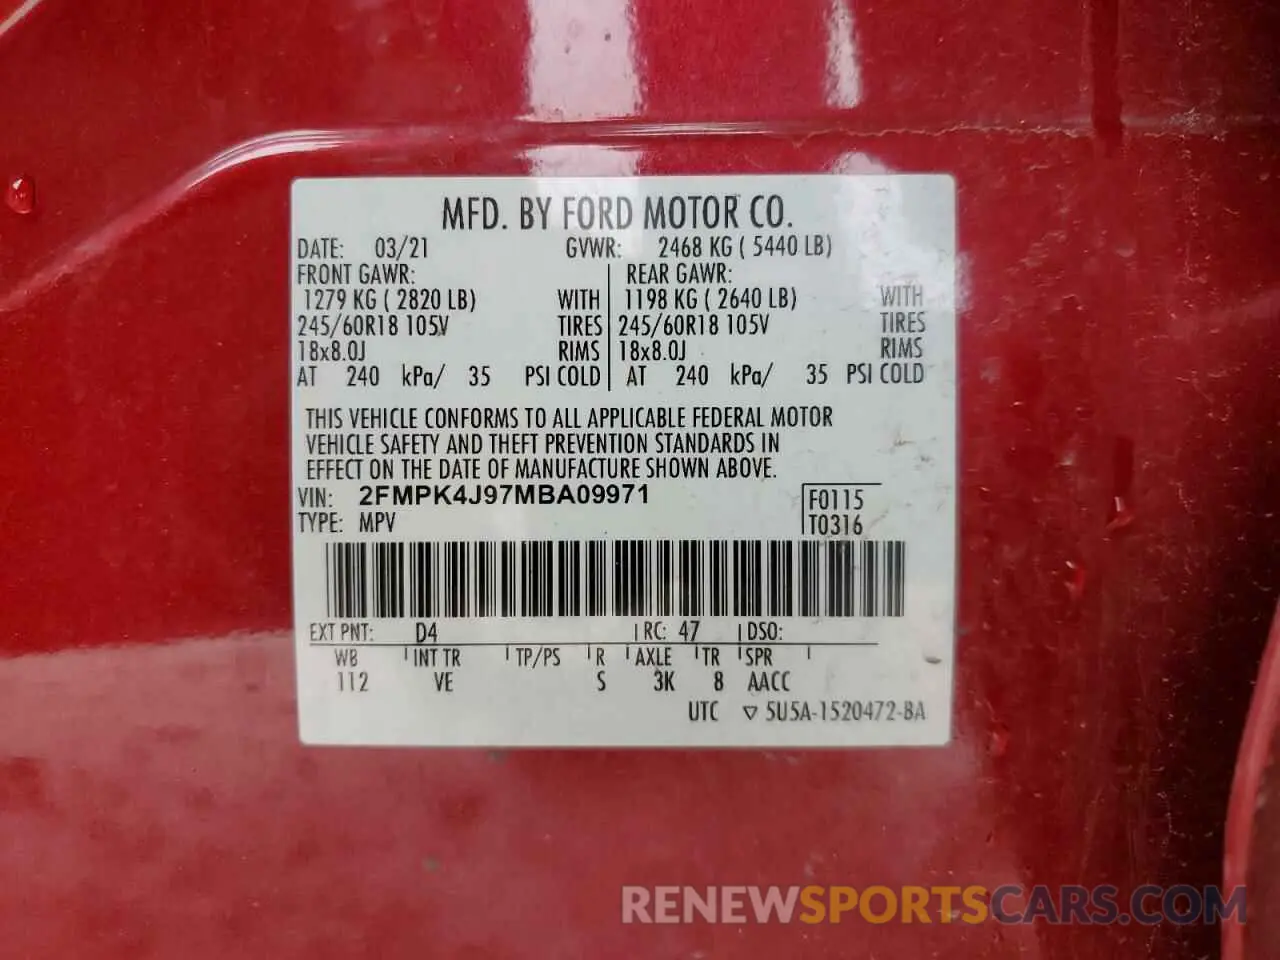 MFD. BY FORD MOTOR CO.
DATE: 03/21 GVWR: 2468 KG ( 5440 LB)
FRONT GAWR: REAR GAWR:
1279 KG ( 2820 LB) WITH 1198 KG ( 2640 LB) WITH
245/60R18 105V TIRES 245/60R18 105V TIRES
18x8.0J RIMS 18x8.0J RIMS
AT 240 kPa/ 35 PSI COLD AT 240 kPa/ 35 PSI COLD
THIS VEHICLE CONFORMS TO ALL APPLICABLE FEDERAL MOTOR
VEHICLE SAFETY AND THEFT PREVENTION STANDARDS IN
EFFECT ON THE DATE OF MANUFACTURE SHOWN ABOVE.
VIN: 2FMPK4J97MBA09971 F0115
TYPE: MPV T0316
EXT PNT: D4 RC: 47 DSO:
WB INT TR TP/PS R AXLE TR SPR
112 VE S 3K 8 AACC
UTC ▽ 5U5A-1520472-BA
RENEWSPORTSCARS.COM